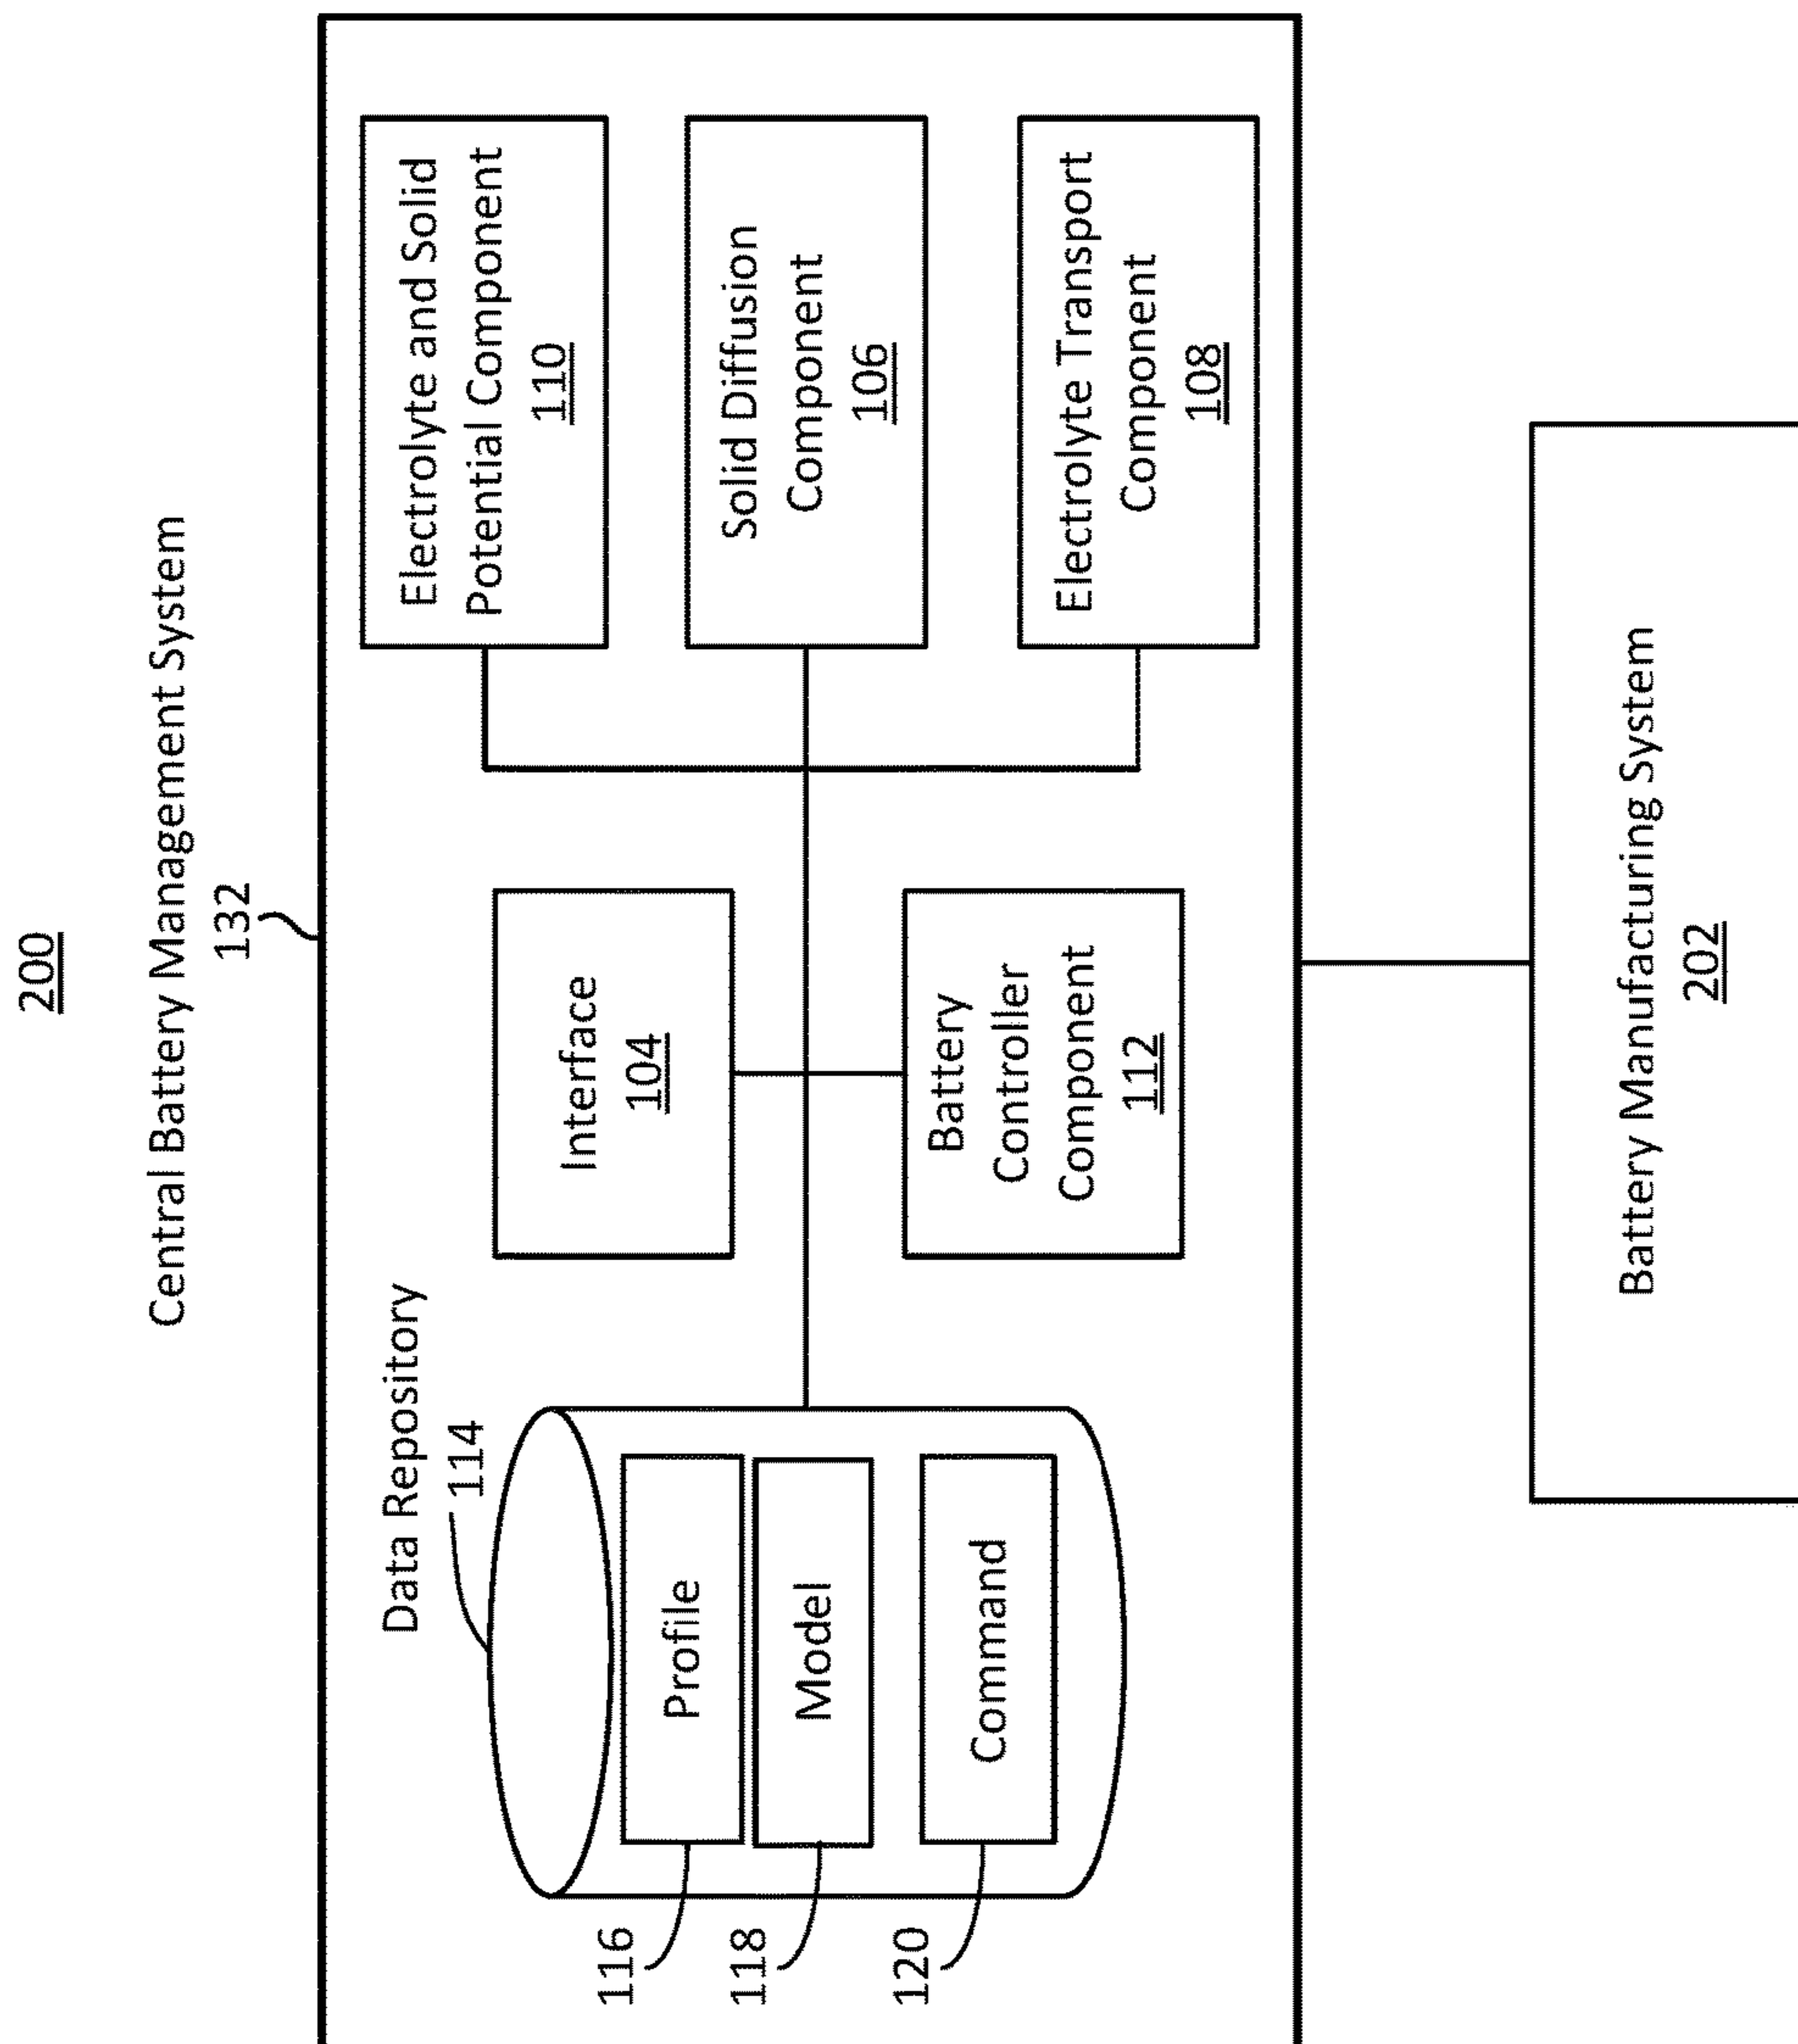 200
Central Battery Management System
132
Data Repository
114
Profile
Model
Command
116
118
120
Interface
104
Battery
Controller
Component
112
Electrolyte and Solid
Potential Component
110
Solid Diffusion
Component
106
Electrolyte Transport
Component
108
Battery Manufacturing System
202